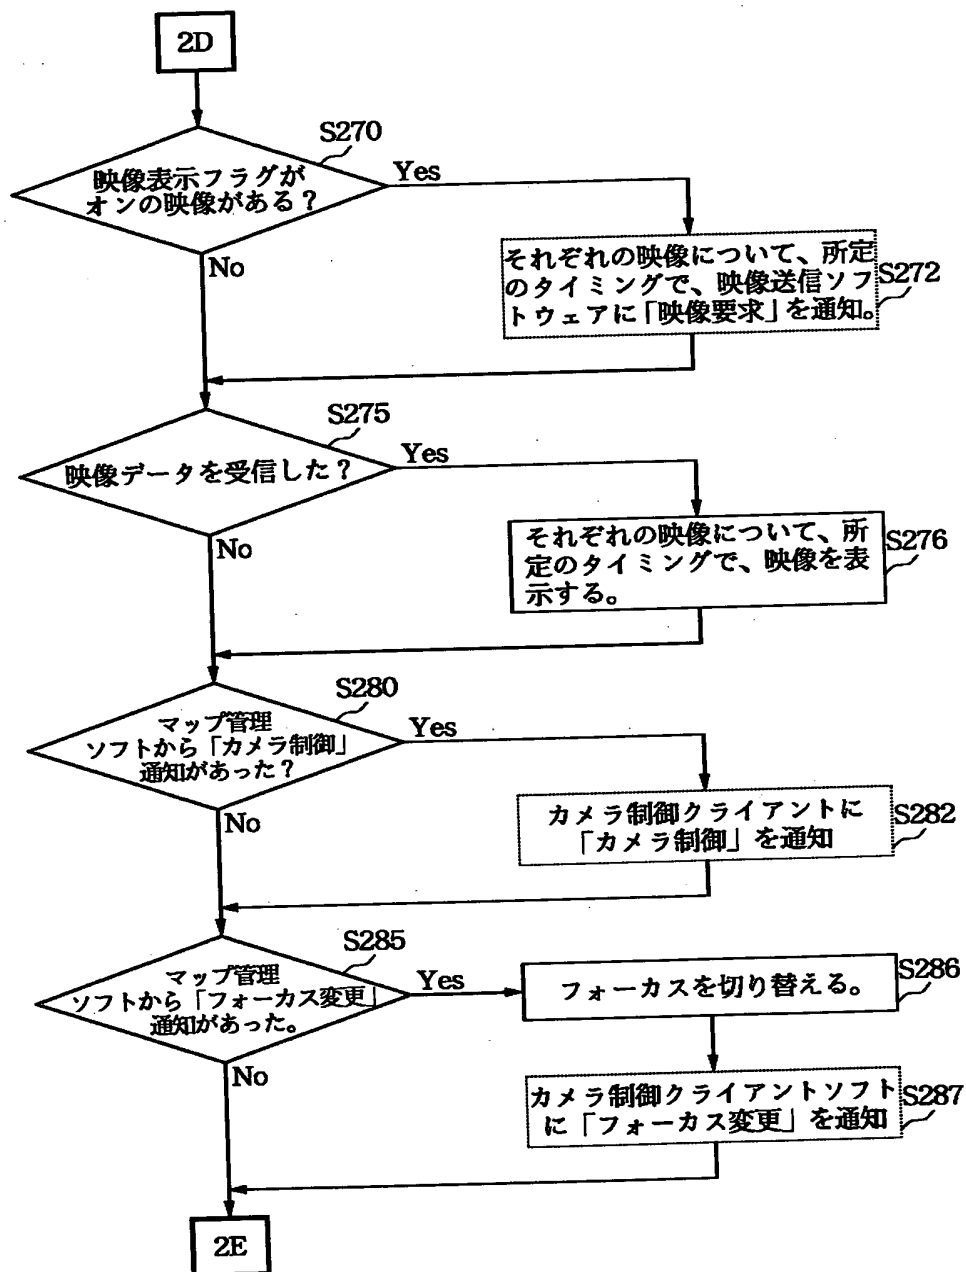 2D
S270
映像表示フラグが
オンの映像がある?
Yes
No
それぞれの映像について、所定
のタイミングで、映像送信ソフ
トウェアに「映像要求」を通知。
S272
S275
映像データを受信した?
Yes
No
それぞれの映像について、所
定のタイミングで、映像を表
示する。
S276
S280
マップ管理
ソフトから「カメラ制御」
通知があった?
Yes
No
カメラ制御クライアントに
「カメラ制御」を通知
S282
S285
マップ管理
ソフトから「フォーカス変更」
通知があった。
Yes
No
フォーカスを切り替える。
S286
カメラ制御クライアントソフト
に「フォーカス変更」を通知
S287
2E